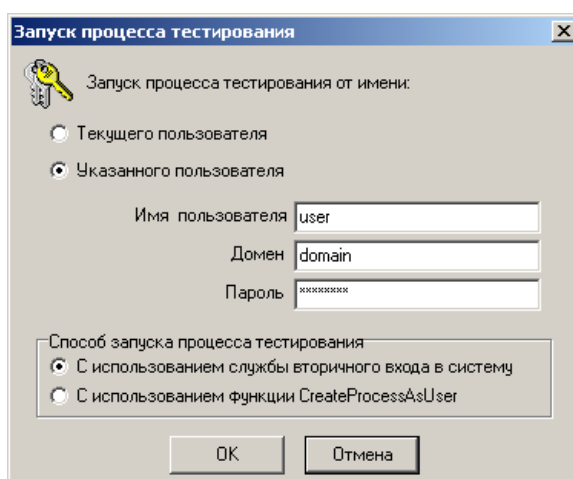 Запуск процесса тестирования
Запуск процесса тестирования от имени:
Текущего пользователя
Указанного пользователя
Имя пользователя user
Домен domain
Пароль ********
Способ запуска процесса тестирования
С использованием службы вторичного входа в систему
С использованием функции CreateProcessAsUser
OK Отмена